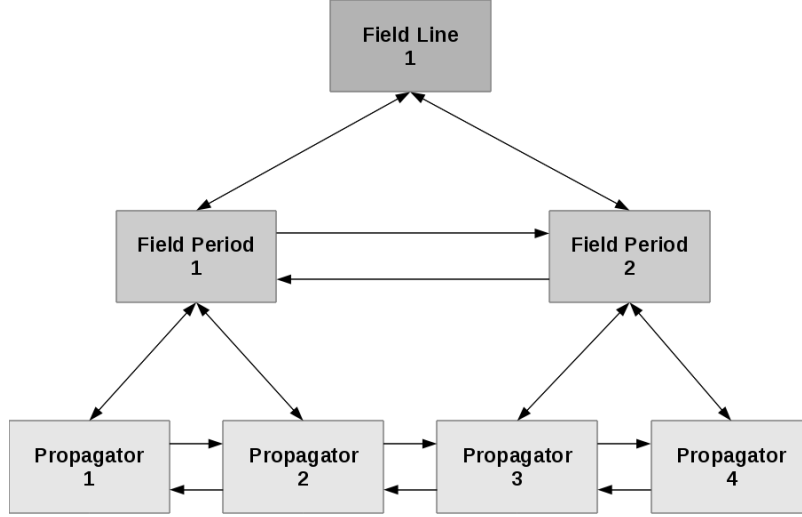 Field Line
1
Field Period
1
Field Period
2
Propagator
1
Propagator
2
Propagator
3
Propagator
4